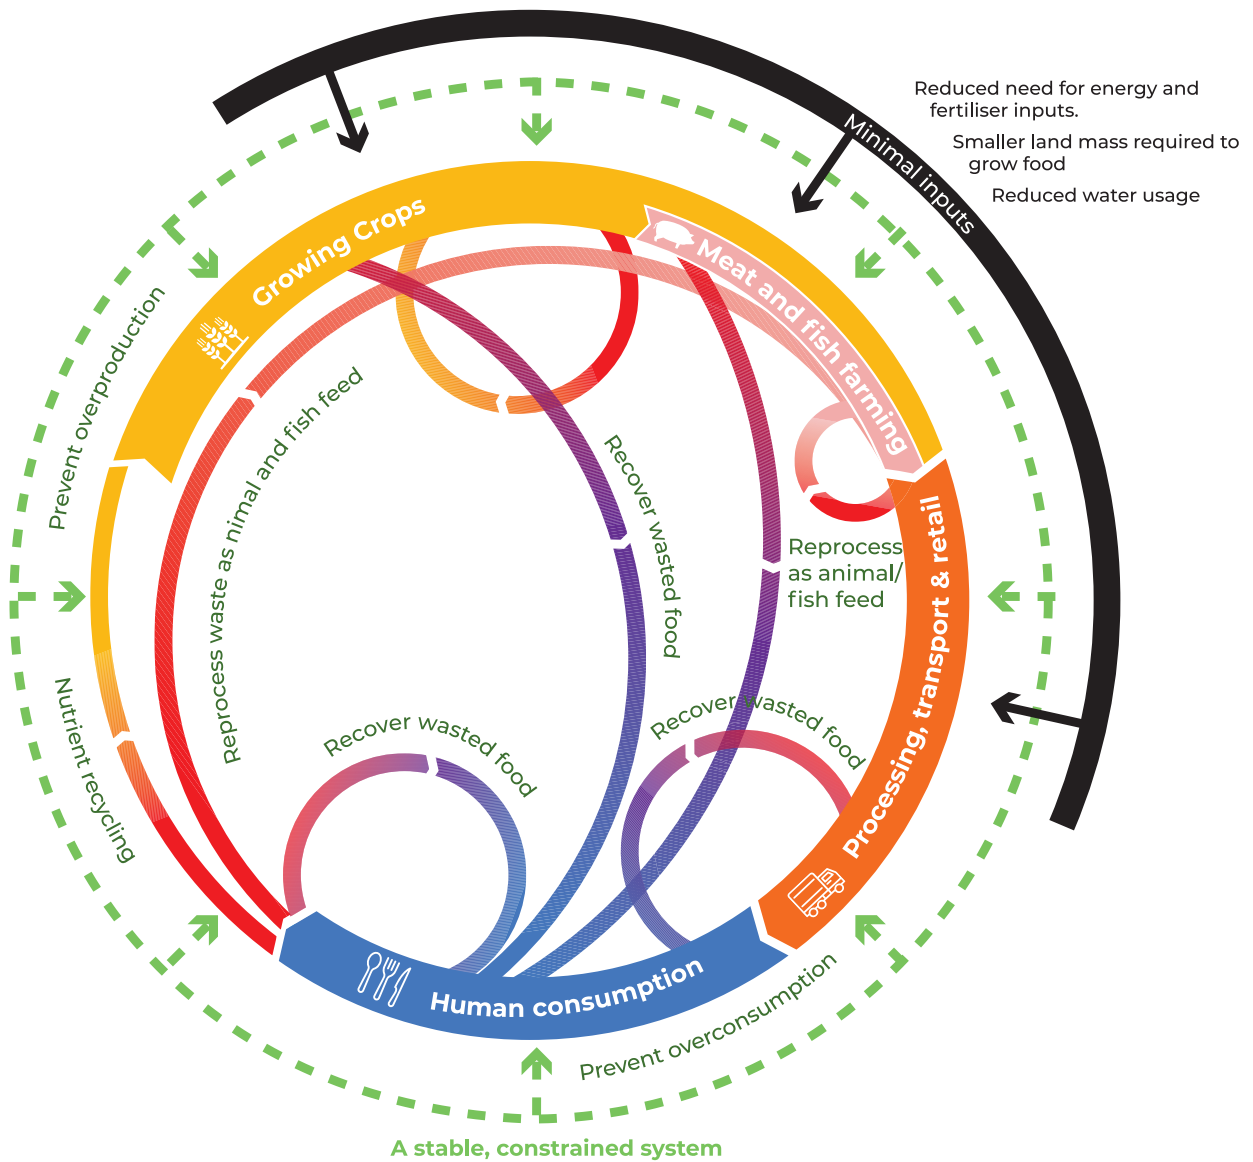 Reduced need for energy and
fertiliser inputs.
Smaller land mass required to
grow food
Reduced water usage
Minimal inputs
Growing Crops
Meat and fish farming
Prevent overproduction
Reprocess waste as nimal and fish feed
Recover wasted food
Reprocess
as animal/
fish feed
Processing, transport & retail
Nutrient recycling
Recover wasted food
Recover wasted food
Human consumption
Prevent overconsumption
A stable, constrained system